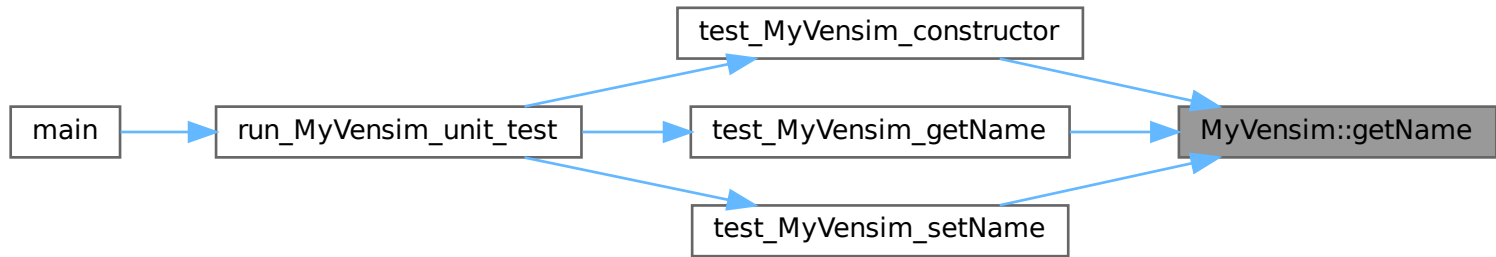 main
run_MyVensim_unit_test
test_MyVensim_constructor
test_MyVensim_getName
test_MyVensim_setName
MyVensim::getName